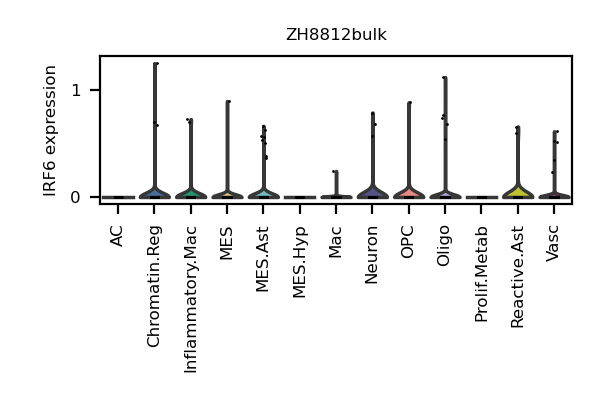 ZH8812bulk
IRF6 expression
1
0
AC
Chromatin.Reg
Inflammatory.Mac
MES
MES.Ast
MES.Hyp
Mac
Neuron
OPC
Oligo
Prolif.Metab
Reactive.Ast
Vasc